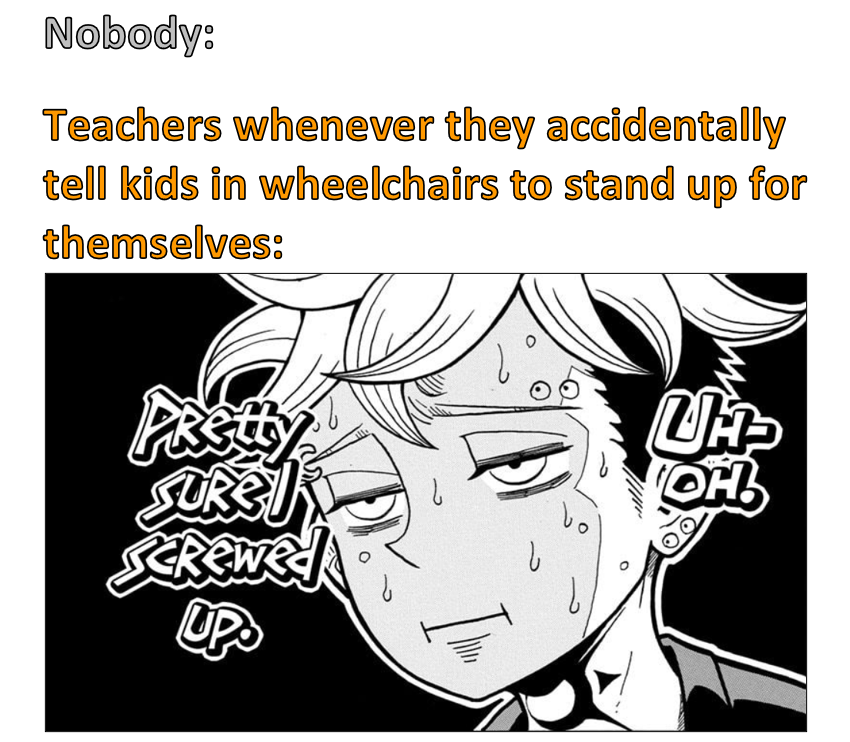 Nobody:
Teachers whenever they accidentally
tell kids in wheelchairs to stand up for
themselves:
PRetty
SURE I
SCREWED
UP.
UH-
OH.